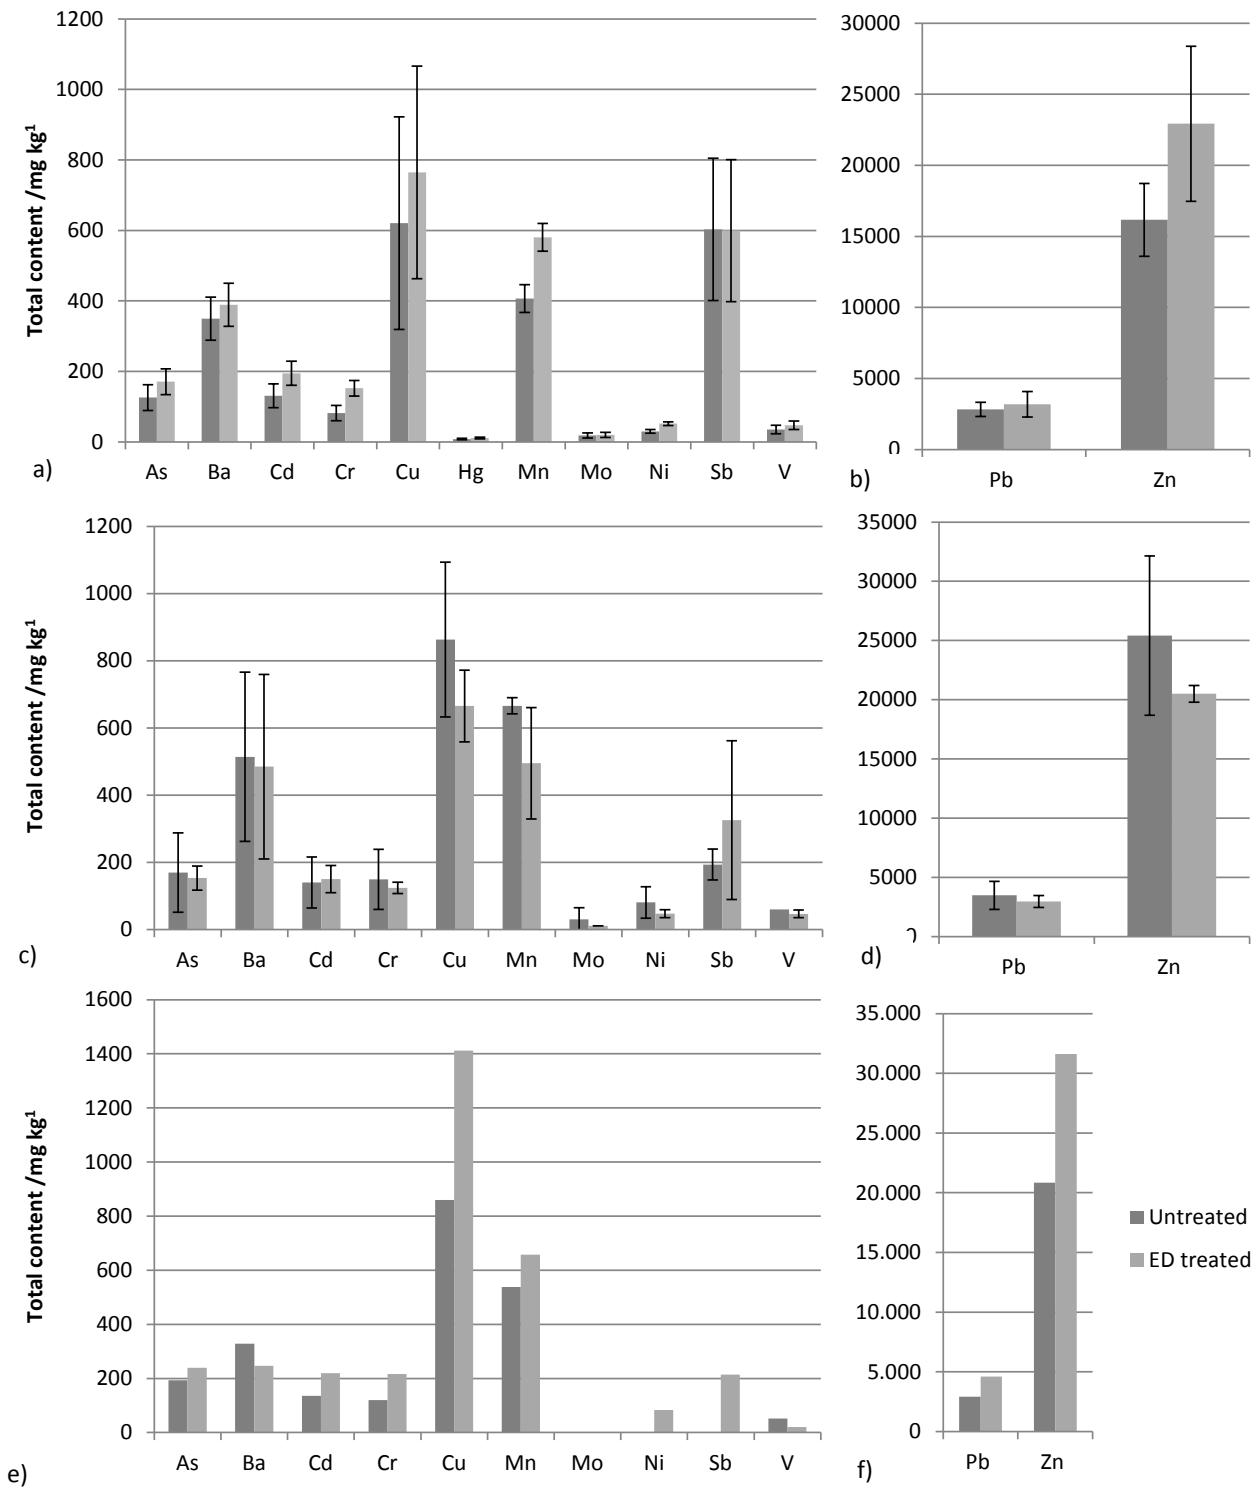 1200
1000
800
600
400
200
0
Total content /mg kg¹
As Ba Cd Cr Cu Hg Mn Mo Ni Sb V
a)
30000
25000
20000
15000
10000
5000
0
Pb Zn
b)
1200
1000
800
600
400
200
0
Total content /mg kg¹
As Ba Cd Cr Cu Mn Mo Ni Sb V
c)
35000
30000
25000
20000
15000
10000
5000
0
Pb Zn
d)
1600
1400
1200
1000
800
600
400
200
0
Total content /mg kg¹
As Ba Cd Cr Cu Mn Mo Ni Sb V
e)
35.000
30.000
25.000
20.000
15.000
10.000
5.000
0
Pb Zn
f)
Untreated
ED treated